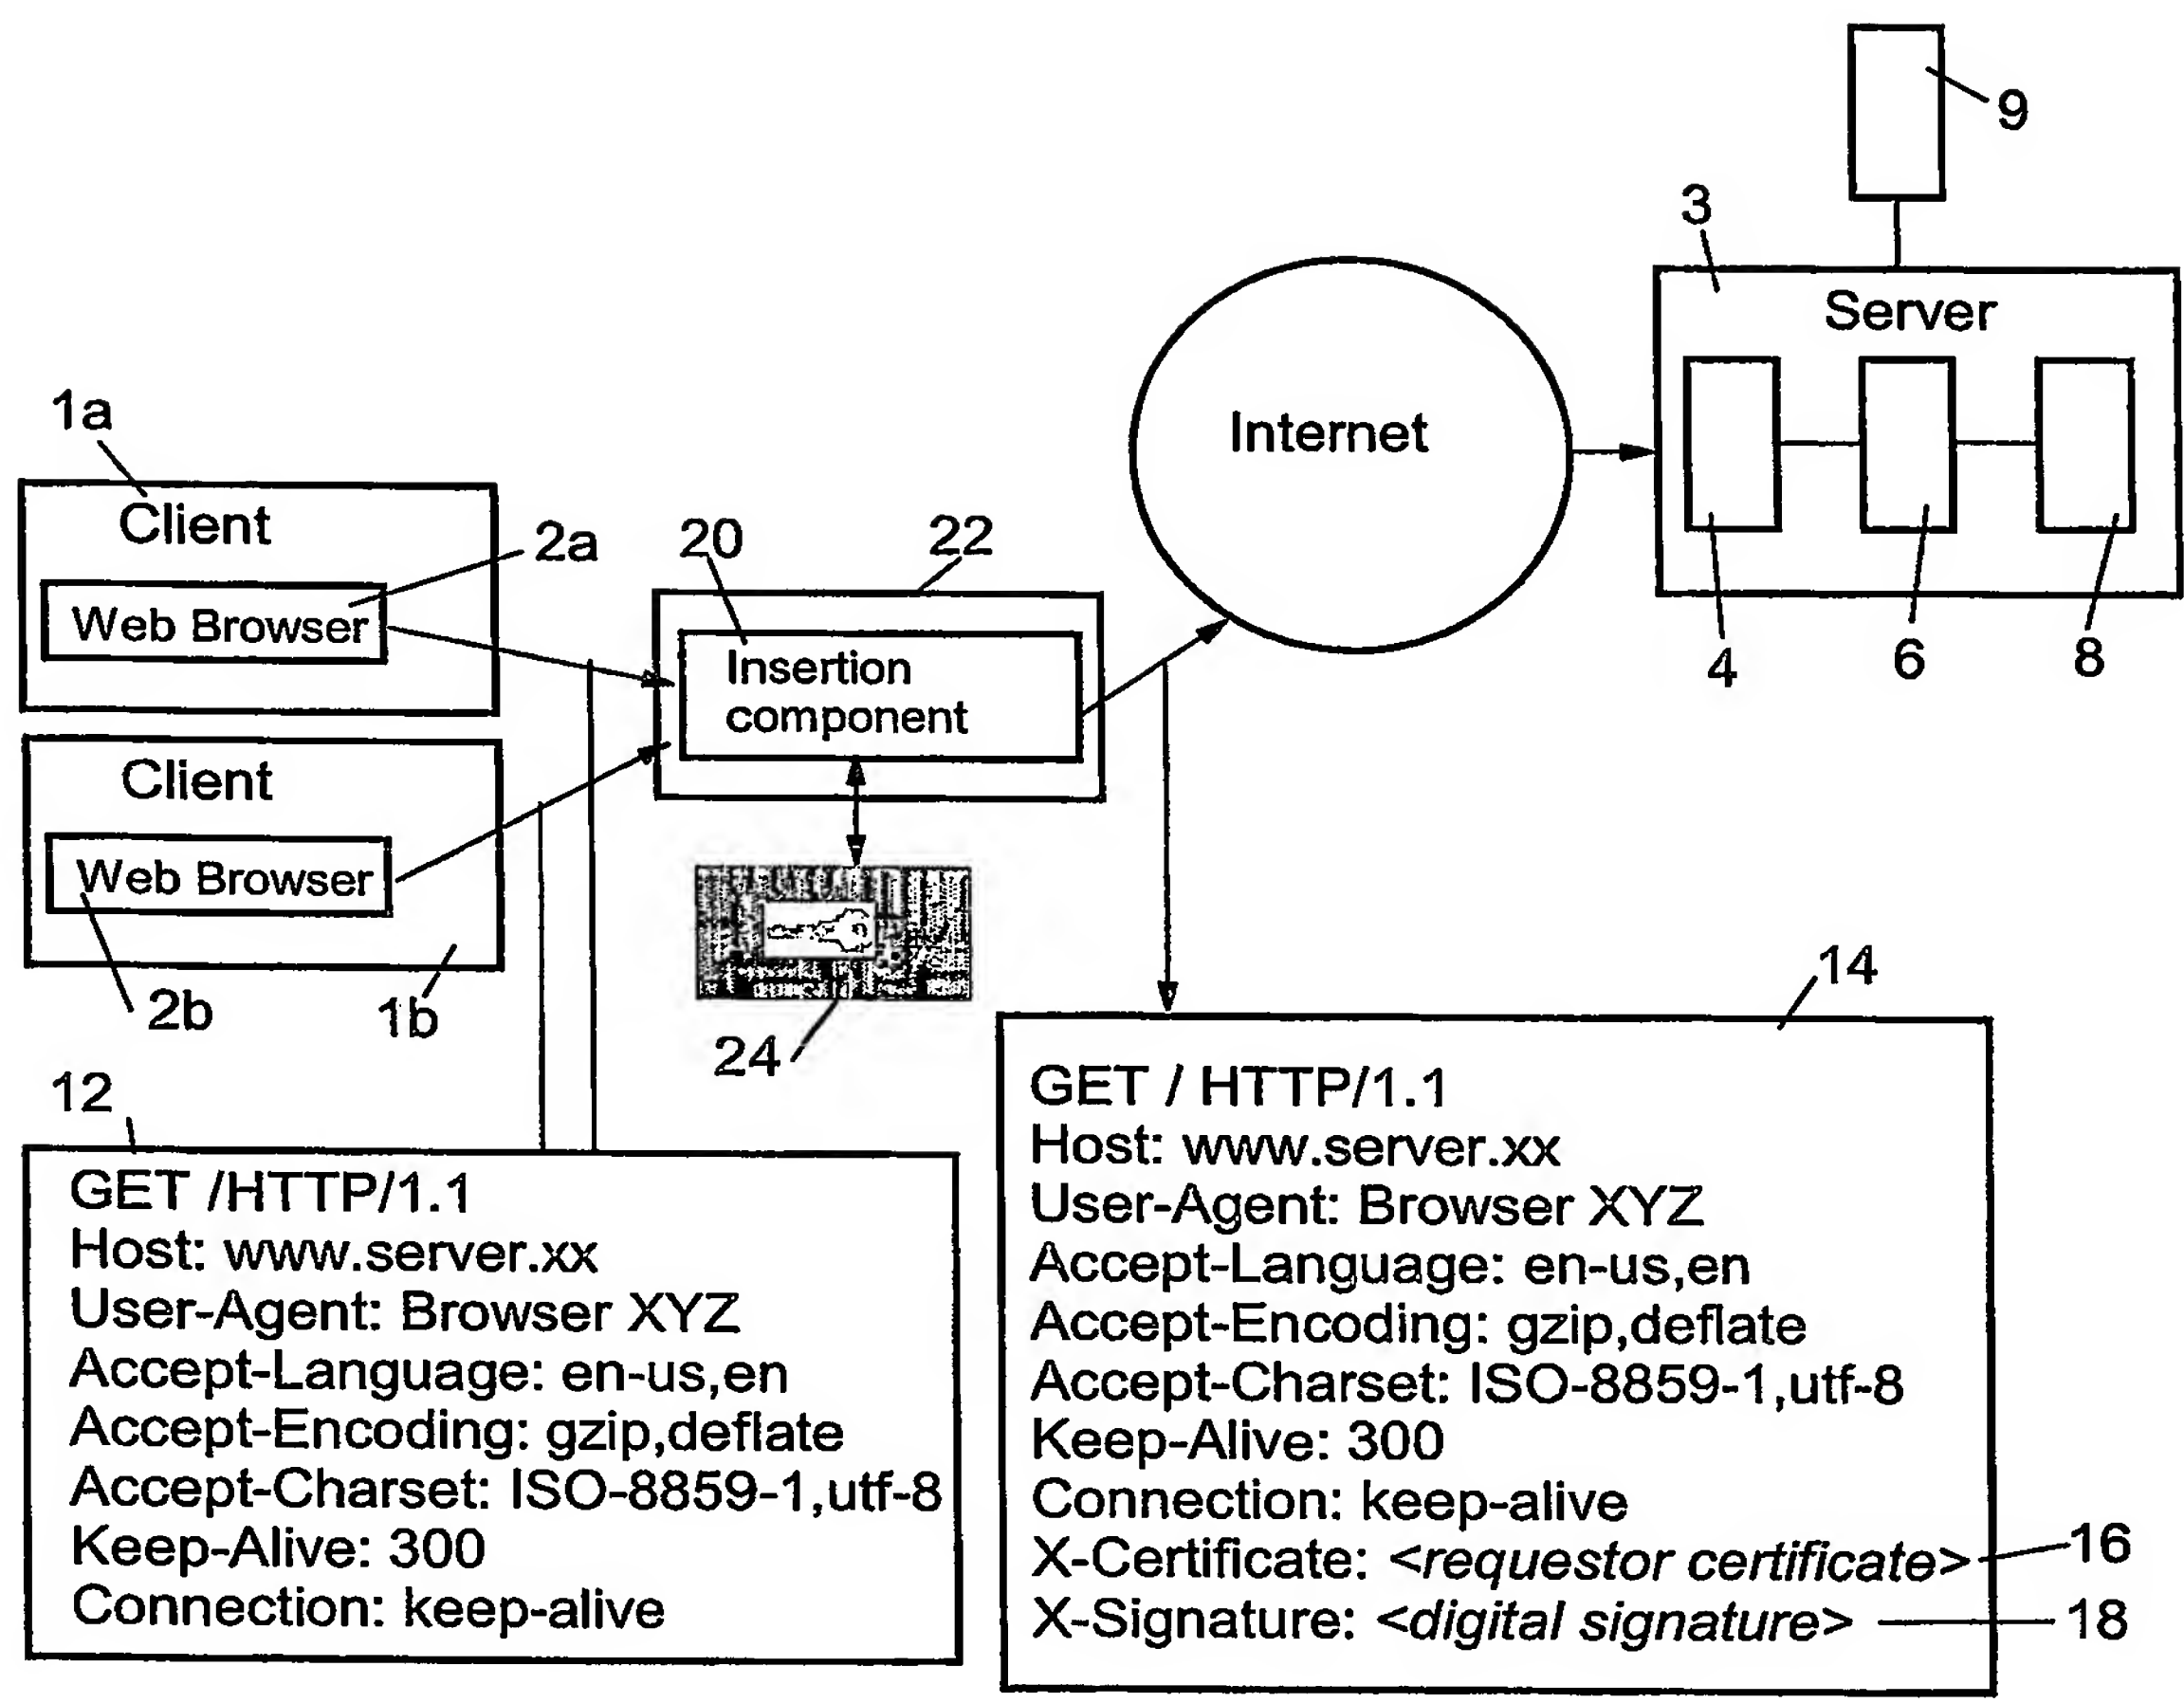 9
3
Server
1a
Internet
Client
2a
20
22
Web Browser
Insertion
component
4
6
8
Client
Web Browser
2b
1b
24
14
12
GET /HTTP/1.1
Host: www.server.xx
User-Agent: Browser XYZ
Accept-Language: en-us,en
Accept-Encoding: gzip,deflate
Accept-Charset: ISO-8859-1,utf-8
Keep-Alive: 300
Connection: keep-alive
GET / HTTP/1.1
Host: www.server.xx
User-Agent: Browser XYZ
Accept-Language: en-us,en
Accept-Encoding: gzip,deflate
Accept-Charset: ISO-8859-1,utf-8
Keep-Alive: 300
Connection: keep-alive
X-Certificate: <requestor certificate>
16
X-Signature: <digital signature>
18